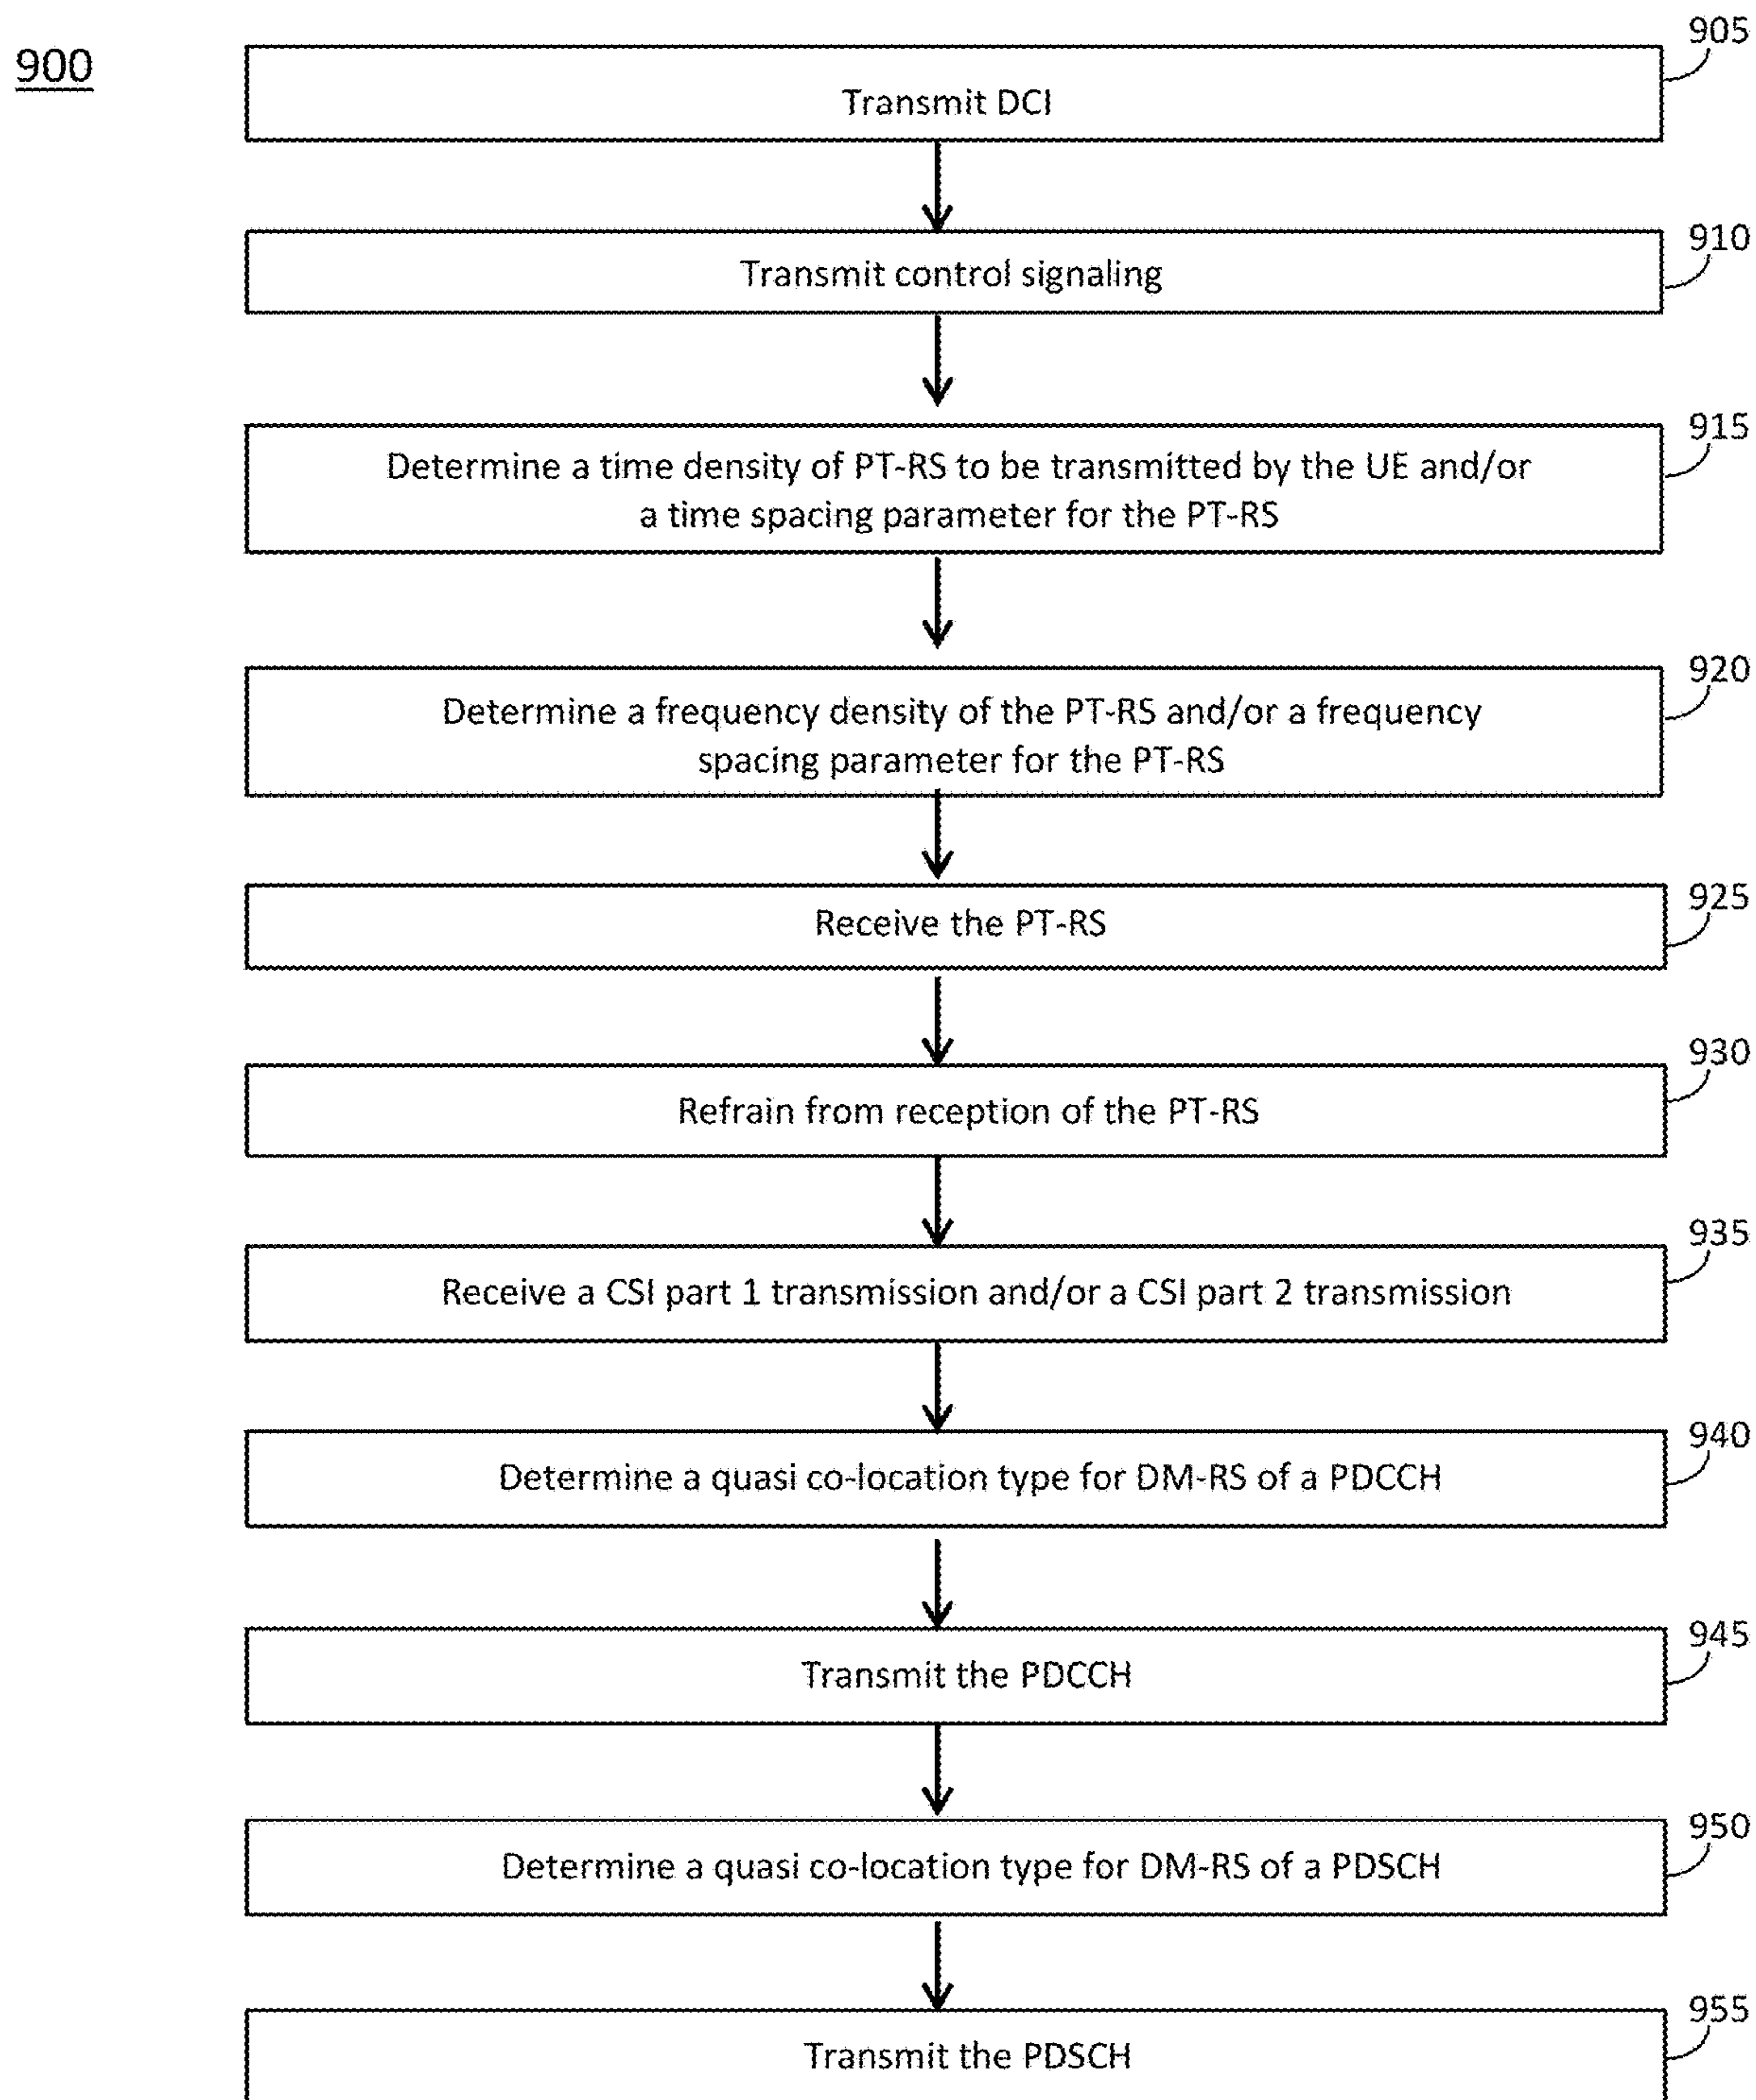 900
905
Transmit DCI
910
Transmit control signaling
915
Determine a time density of PT-RS to be transmitted by the UE and/or
a time spacing parameter for the PT-RS
920
Determine a frequency density of the PT-RS and/or a frequency
spacing parameter for the PT-RS
925
Receive the PT-RS
930
Refrain from reception of the PT-RS
935
Receive a CSI part 1 transmission and/or a CSI part 2 transmission
940
Determine a quasi co-location type for DM-RS of a PDCCH
945
Transmit the PDCCH
950
Determine a quasi co-location type for DM-RS of a PDSCH
955
Transmit the PDSCH